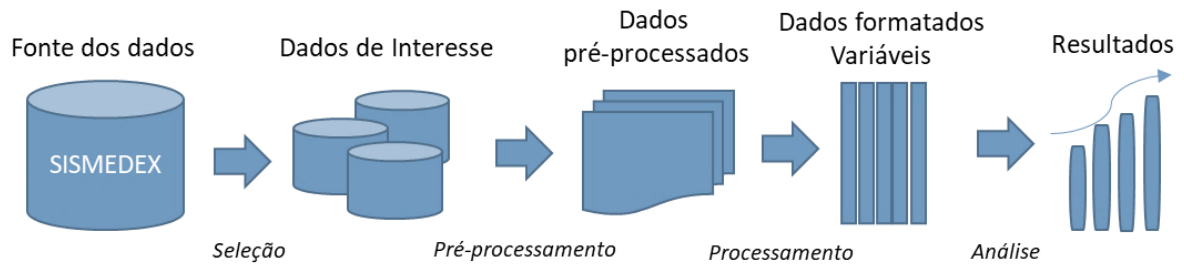 Fonte dos dados
Dados de Interesse
Dados
pré-processados
Dados formatados
Variáveis
Resultados
SISMEDEX
Seleção
Pré-processamento
Processamento
Análise